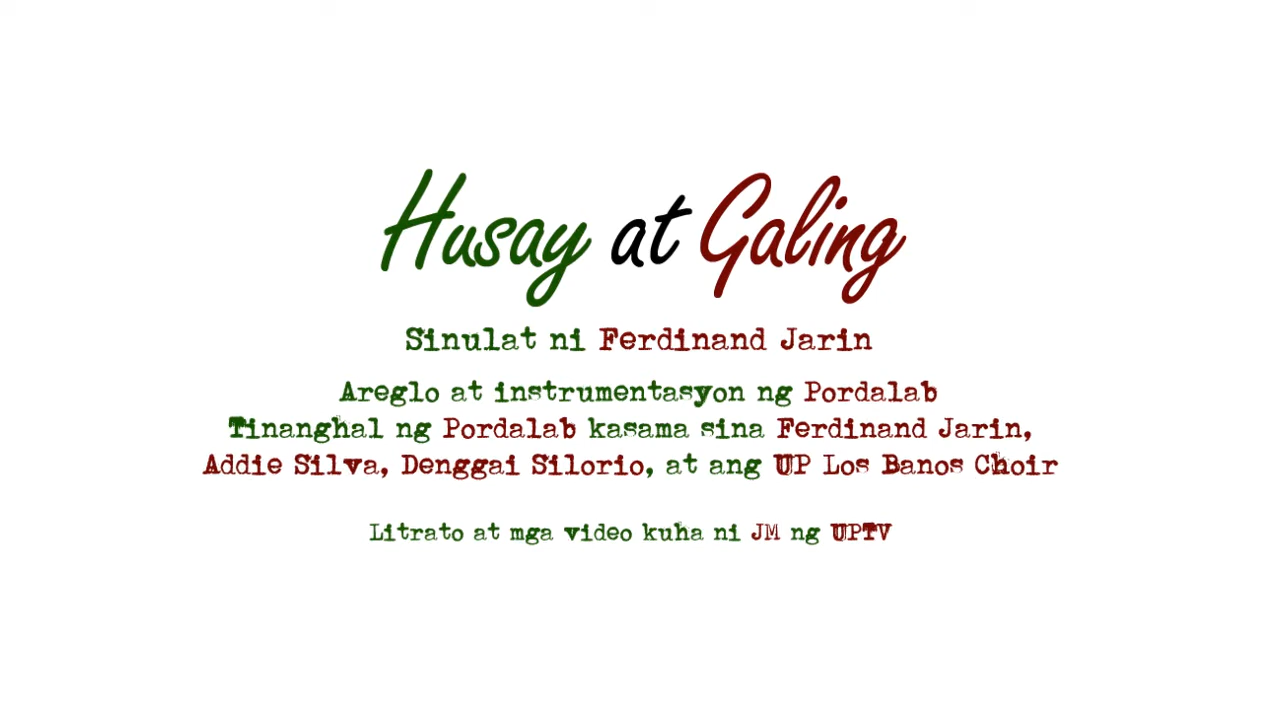 Husay at Galing
Sinulat ni Ferdinand Jarin
Areglo at instrumentasyon ng Pordalab
Tinanghal ng Pordalab kasama sina Ferdinand Jarin,
Addie Silva, Denggai Silorio, at ang UP Los Banos Choir
Litrato at mga video kuha ni JM ng UPTV